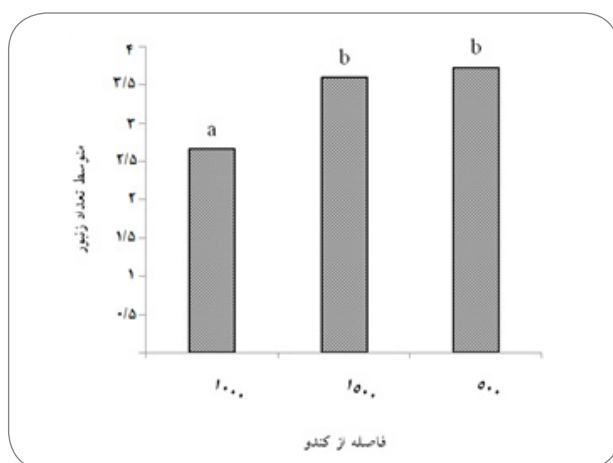 متوسط تعداد زنبور
۴
۳/۵
۳
۲/۵
۲
۱/۵
۱
۰/۵
a
b
b
۱۰۰۰
۱۵۰۰
۵۰۰
فاصله از کندو